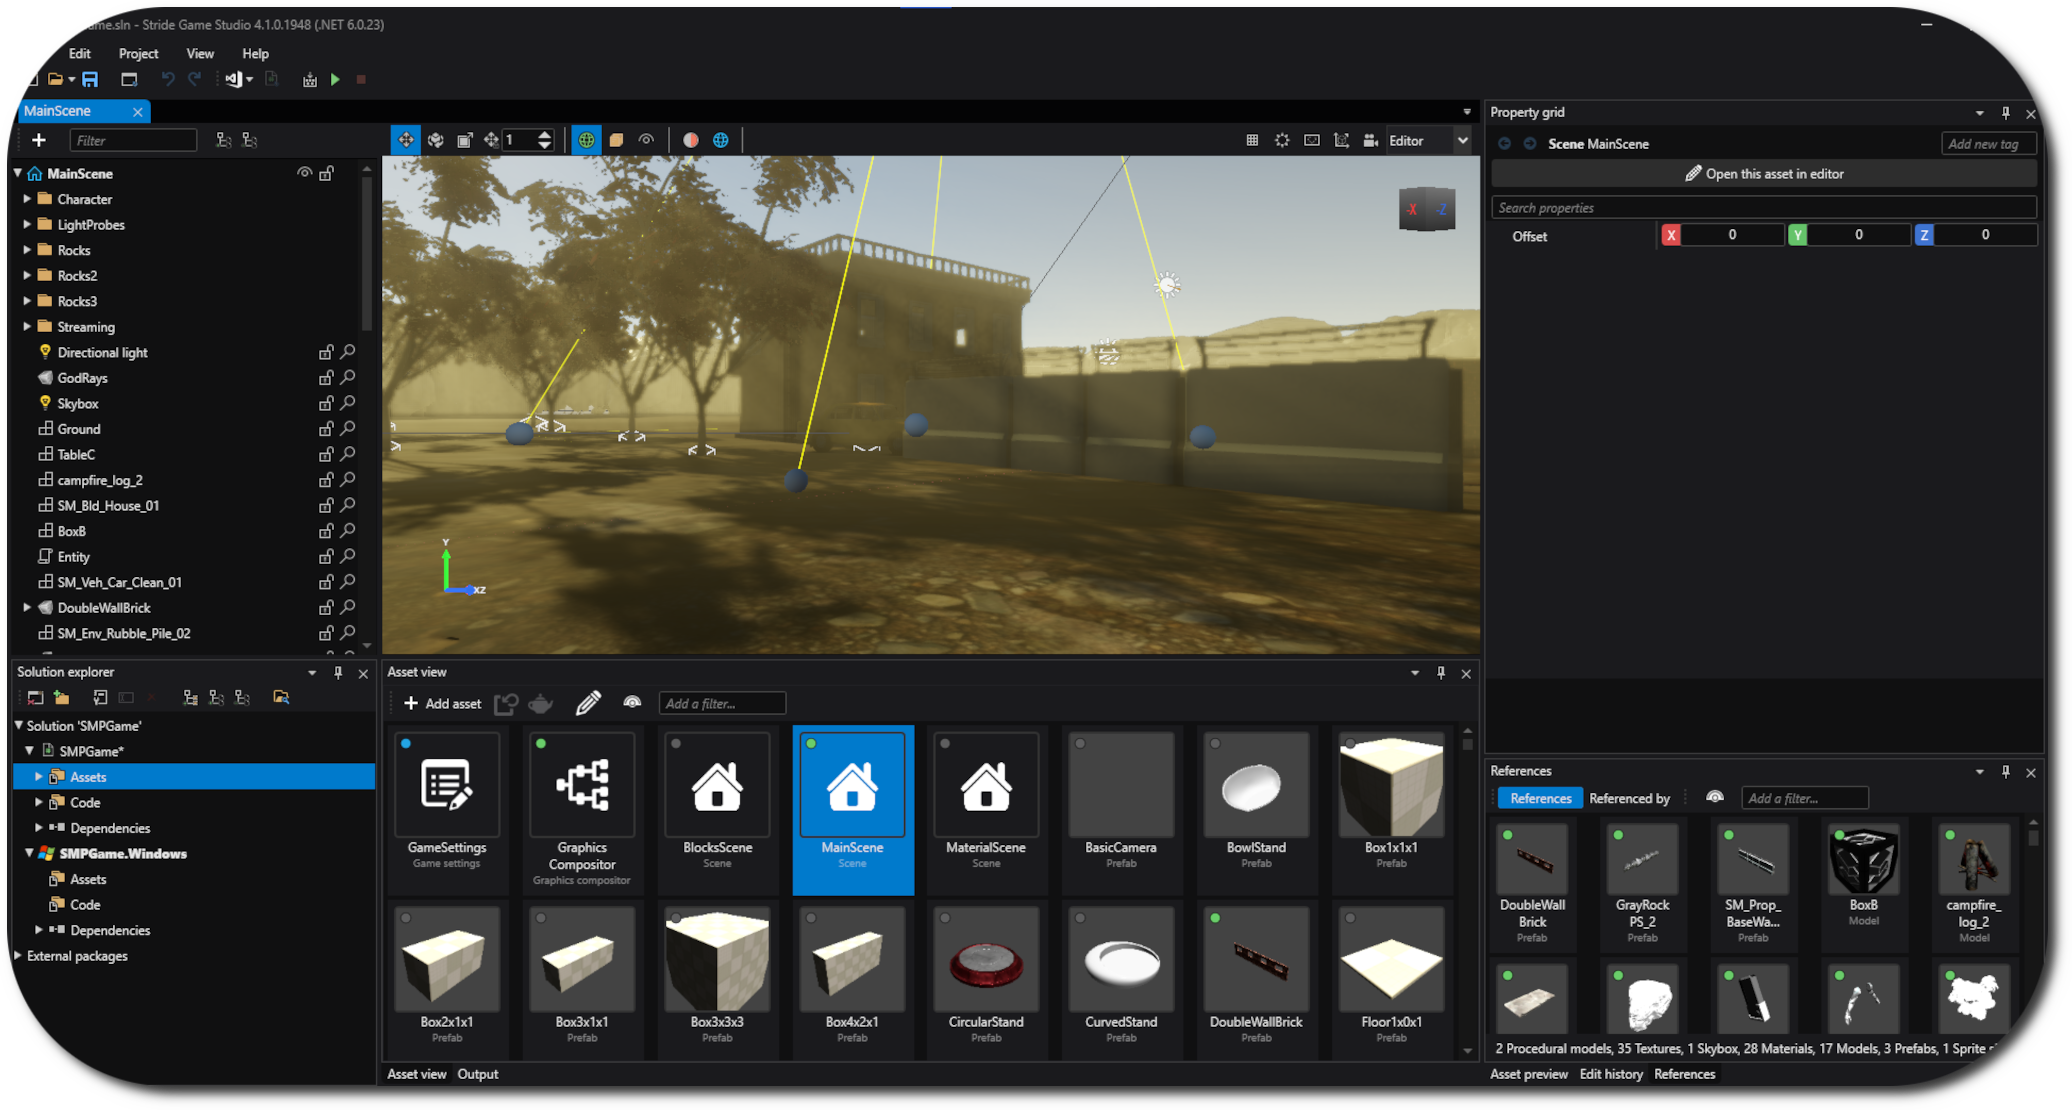 ame.sln - Stride Game Studio 4.1.0.1948 (.NET 6.0.23)
Edit Project View Help
MainScene
Filter
MainScene
Character
LightProbes
Rocks
Rocks2
Rocks3
Streaming
Directional light
GodRays
Skybox
Ground
TableC
campfire_log_2
SM_Bld_House_01
BoxB
Entity
SM_Veh_Car_Clean_01
DoubleWallBrick
SM_Env_Rubble_Pile_02
1
Editor
-X -Z
Y
XZ
Property grid
Scene MainScene
Add new tag
Open this asset in editor
Search properties
Offset X 0 Y 0 Z 0
Solution explorer
Solution 'SMPGame'
SMPGame*
Assets
Code
Dependencies
SMPGame.Windows
Assets
Code
Dependencies
External packages
Asset view
Add asset
Add a filter...
GameSettings
Game settings
Graphics
Compositor
Graphics compositor
BlocksScene
Scene
MainScene
Scene
MaterialScene
Scene
BasicCamera
Prefab
BowlStand
Prefab
Box1x1x1
Prefab
Box2x1x1
Prefab
Box3x1x1
Prefab
Box3x3x3
Prefab
Box4x2x1
Prefab
CircularStand
Prefab
CurvedStand
Prefab
DoubleWallBrick
Prefab
Floor1x0x1
Prefab
Asset view Output
References
References Referenced by
Add a filter...
DoubleWall
Brick
Prefab
GrayRock
PS_2
Prefab
SM_Prop_
BaseWa...
Prefab
BoxB
Model
campfire_
log_2
Model
2 Procedural models, 35 Textures, 1 Skybox, 28 Materials, 17 Models, 3 Prefabs, 1 Sprite
Asset preview Edit history References